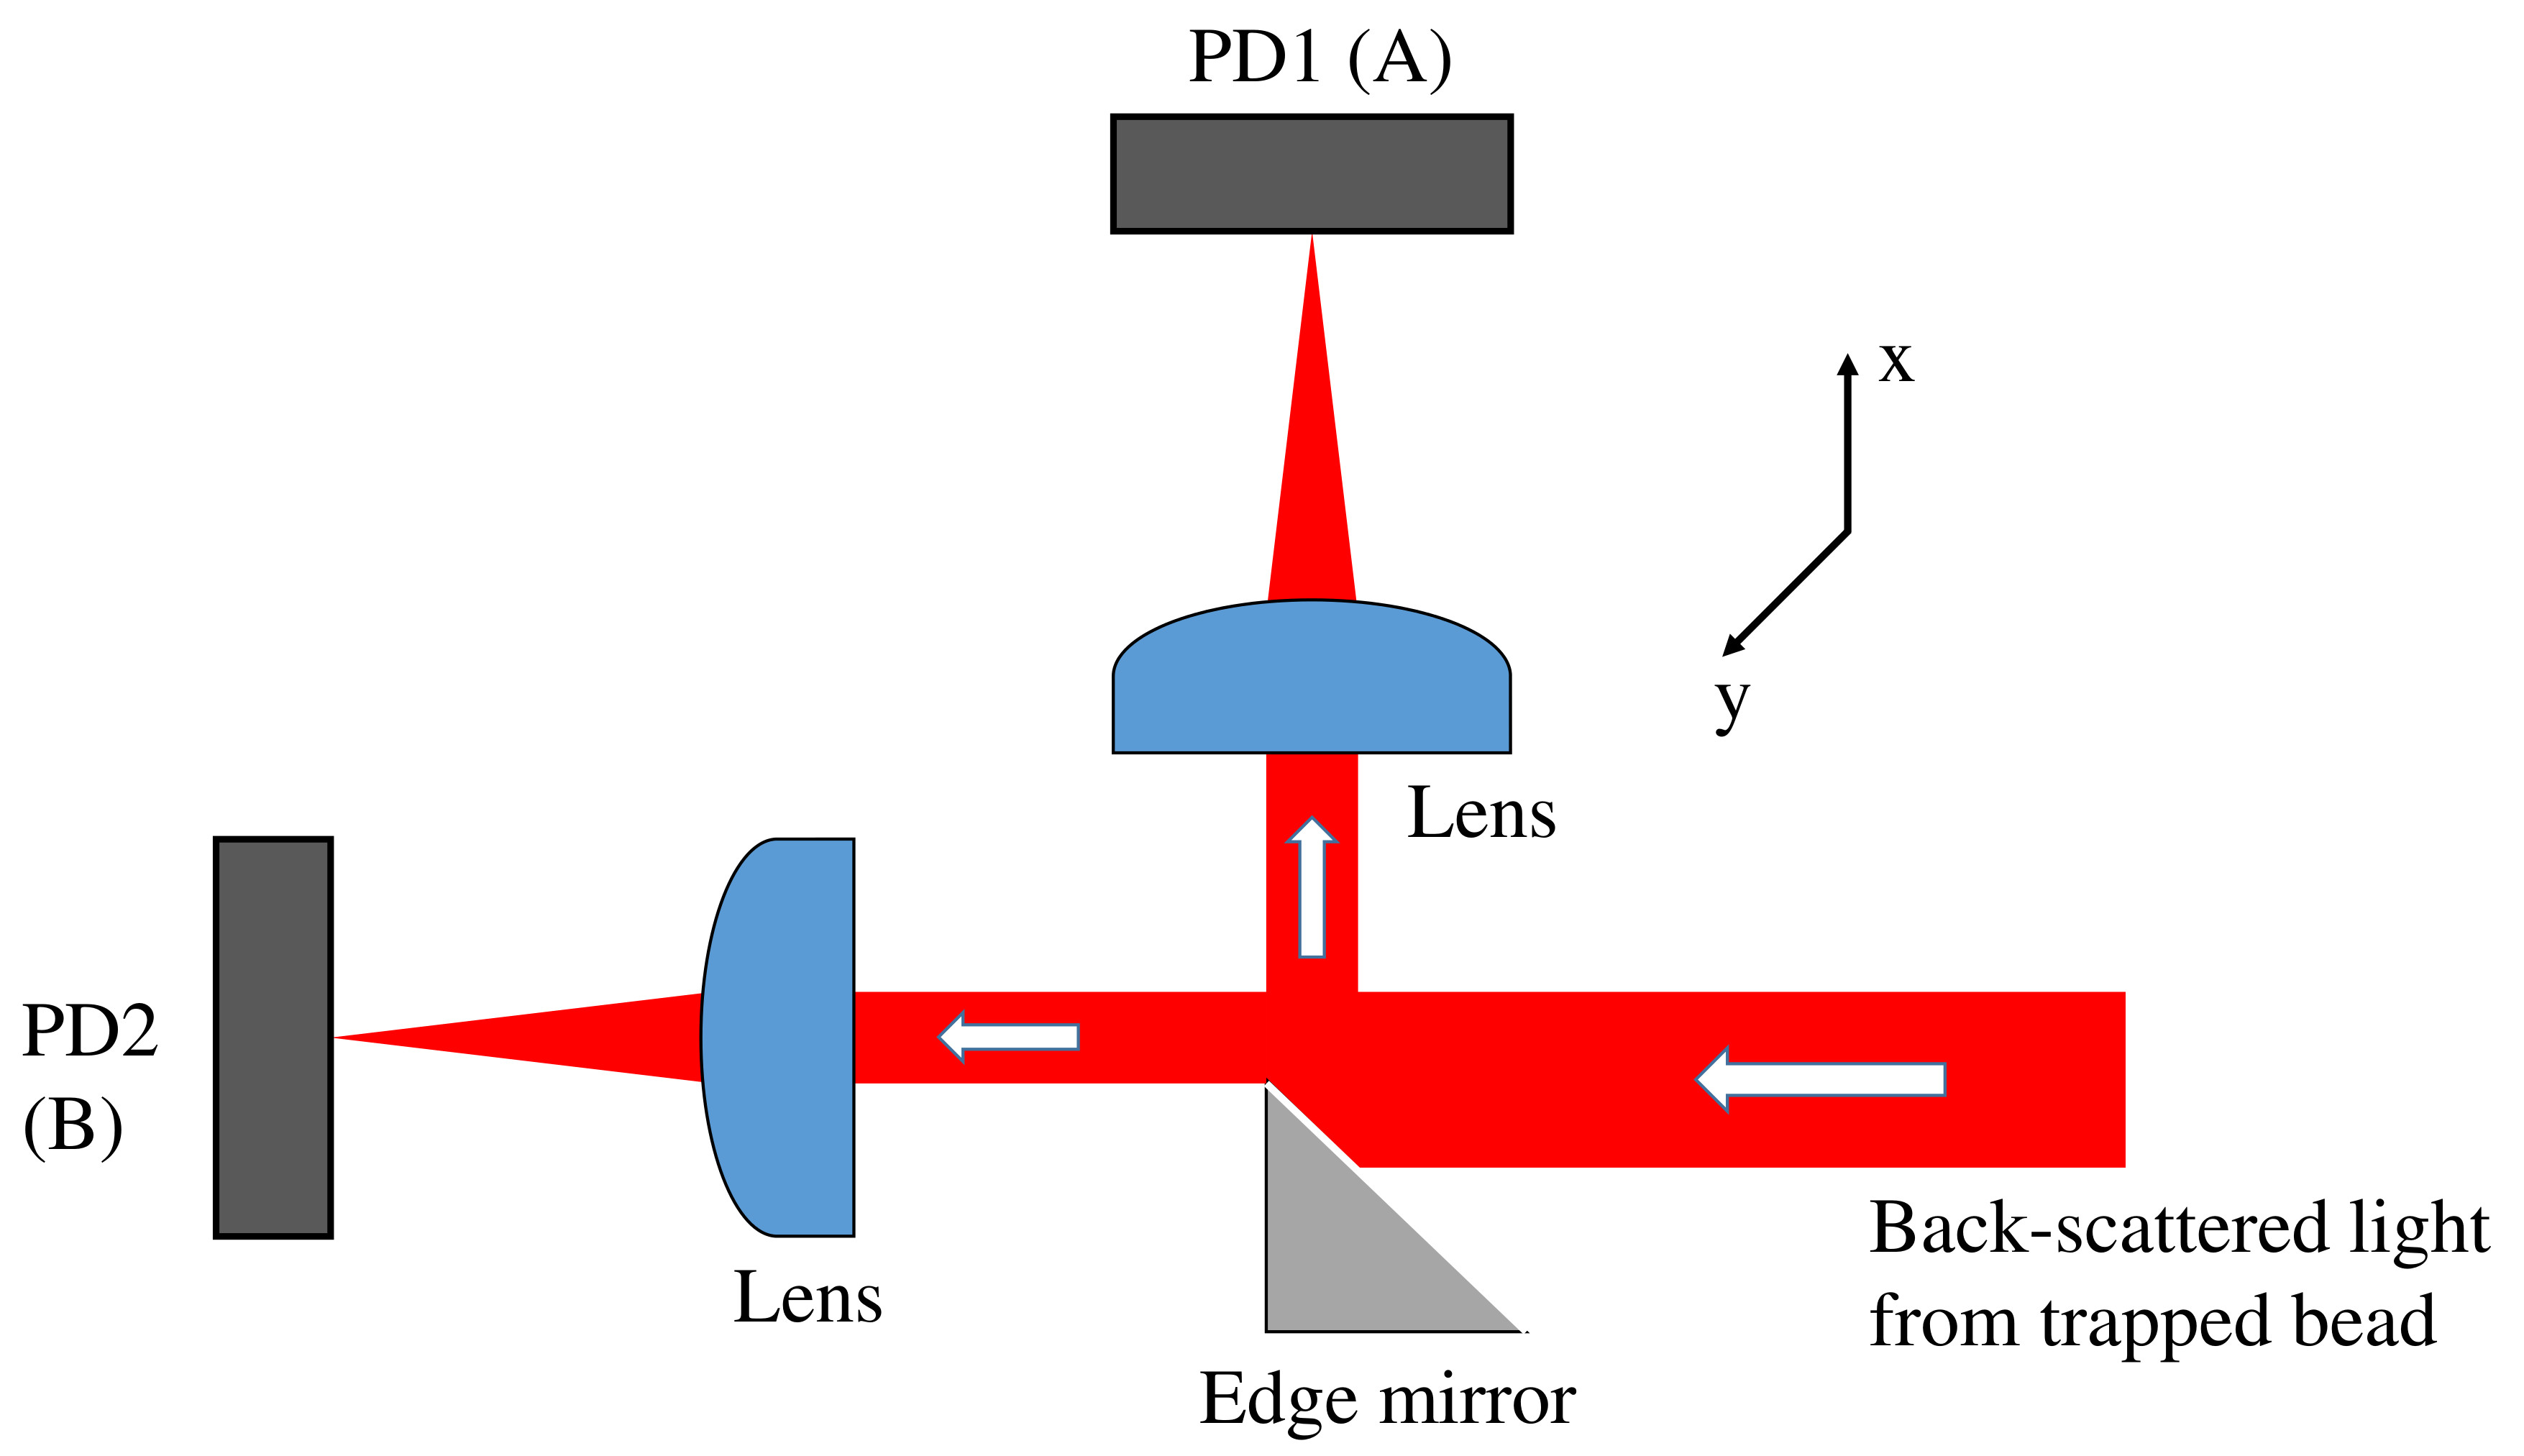 PD1 (A)
x
y
Lens
PD2
(B)
Lens
Back-scattered light
from trapped bead
Edge mirror